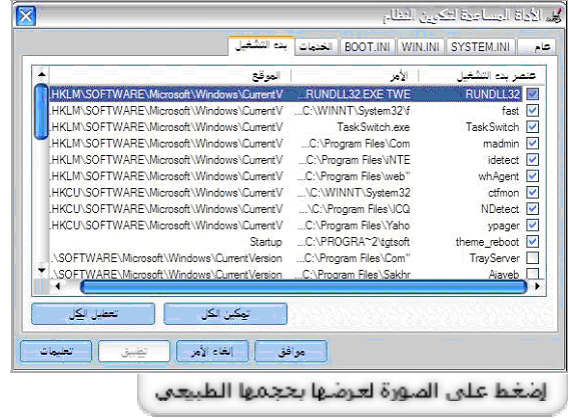 الأداة المساعدة لتكوين النظام
عام SYSTEM.INI WIN.INI BOOT.INI الخدمات بدء التشغيل
عنصر بدء التشغيل الأمر الموقع
RUNDLL32 RUNDLL32.EXE TWE... HKLM\SOFTWARE\Microsoft\Windows\CurrentV
fast C:\WINNT\System32\f... HKLM\SOFTWARE\Microsoft\Windows\CurrentV
TaskSwitch TaskSwitch.exe HKLM\SOFTWARE\Microsoft\Windows\CurrentV
madmin C:\Program Files\Com... HKLM\SOFTWARE\Microsoft\Windows\CurrentV
idetect C:\Program Files\iNTE... HKLM\SOFTWARE\Microsoft\Windows\CurrentV
whAgent "C:\Program Files\web... HKLM\SOFTWARE\Microsoft\Windows\CurrentV
ctfmon C:\WINNT\System32\... HKCU\SOFTWARE\Microsoft\Windows\CurrentV
NDetect C:\Program Files\ICQ\... HKCU\SOFTWARE\Microsoft\Windows\CurrentV
ypager C:\Program Files\Yaho... HKCU\SOFTWARE\Microsoft\Windows\CurrentV
theme_reboot C:\PROGRA~2\tgtsoft... Startup
TrayServer "C:\Program Files\Com... SOFTWARE\Microsoft\Windows\CurrentVersion\.
Ajayeb C:\Program Files\Sakhr... SOFTWARE\Microsoft\Windows\CurrentVersion\.
تمكين الكل تعطيل الكل
موافق إلغاء الأمر تطبيق تعليمات
إضغط على الصورة لعرضها بحجمها الطبيعي